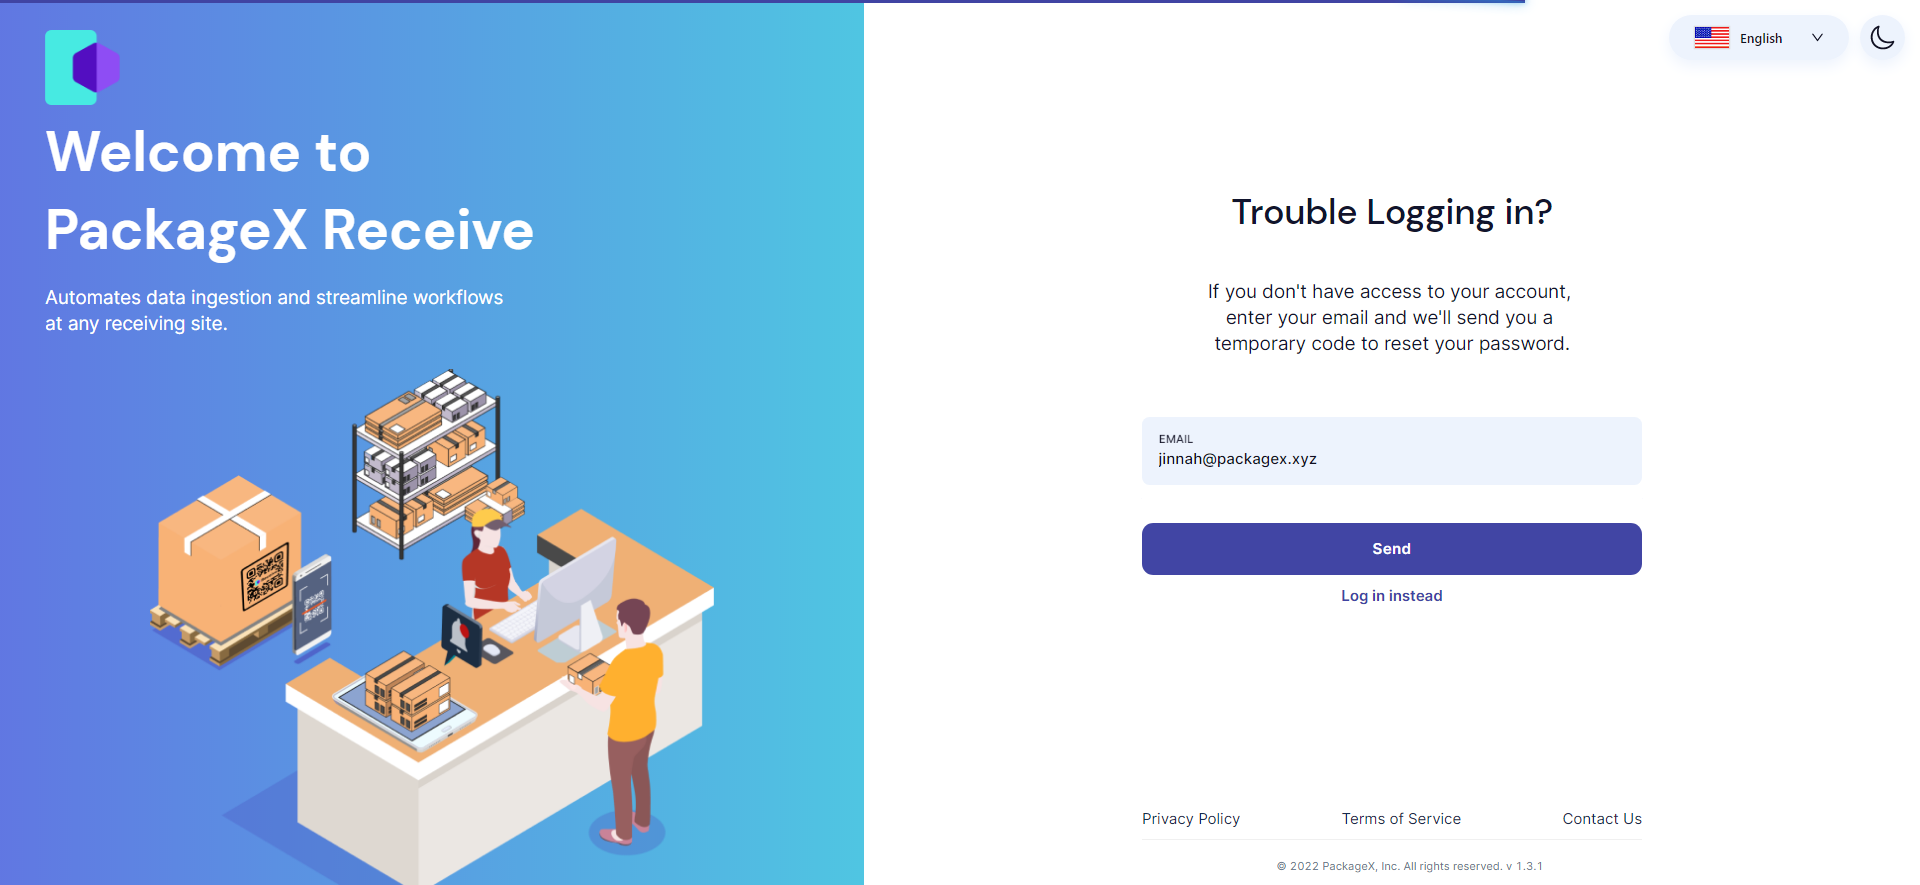 English
Welcome to
PackageX Receive
Automates data ingestion and streamline workflows
at any receiving site.
Trouble Logging in?
If you don't have access to your account,
enter your email and we'll send you a
temporary code to reset your password.
EMAIL
jinnah@packagex.xyz
Send
Log in instead
Privacy Policy
Terms of Service
Contact Us
© 2022 PackageX, Inc. All rights reserved. v 1.3.1